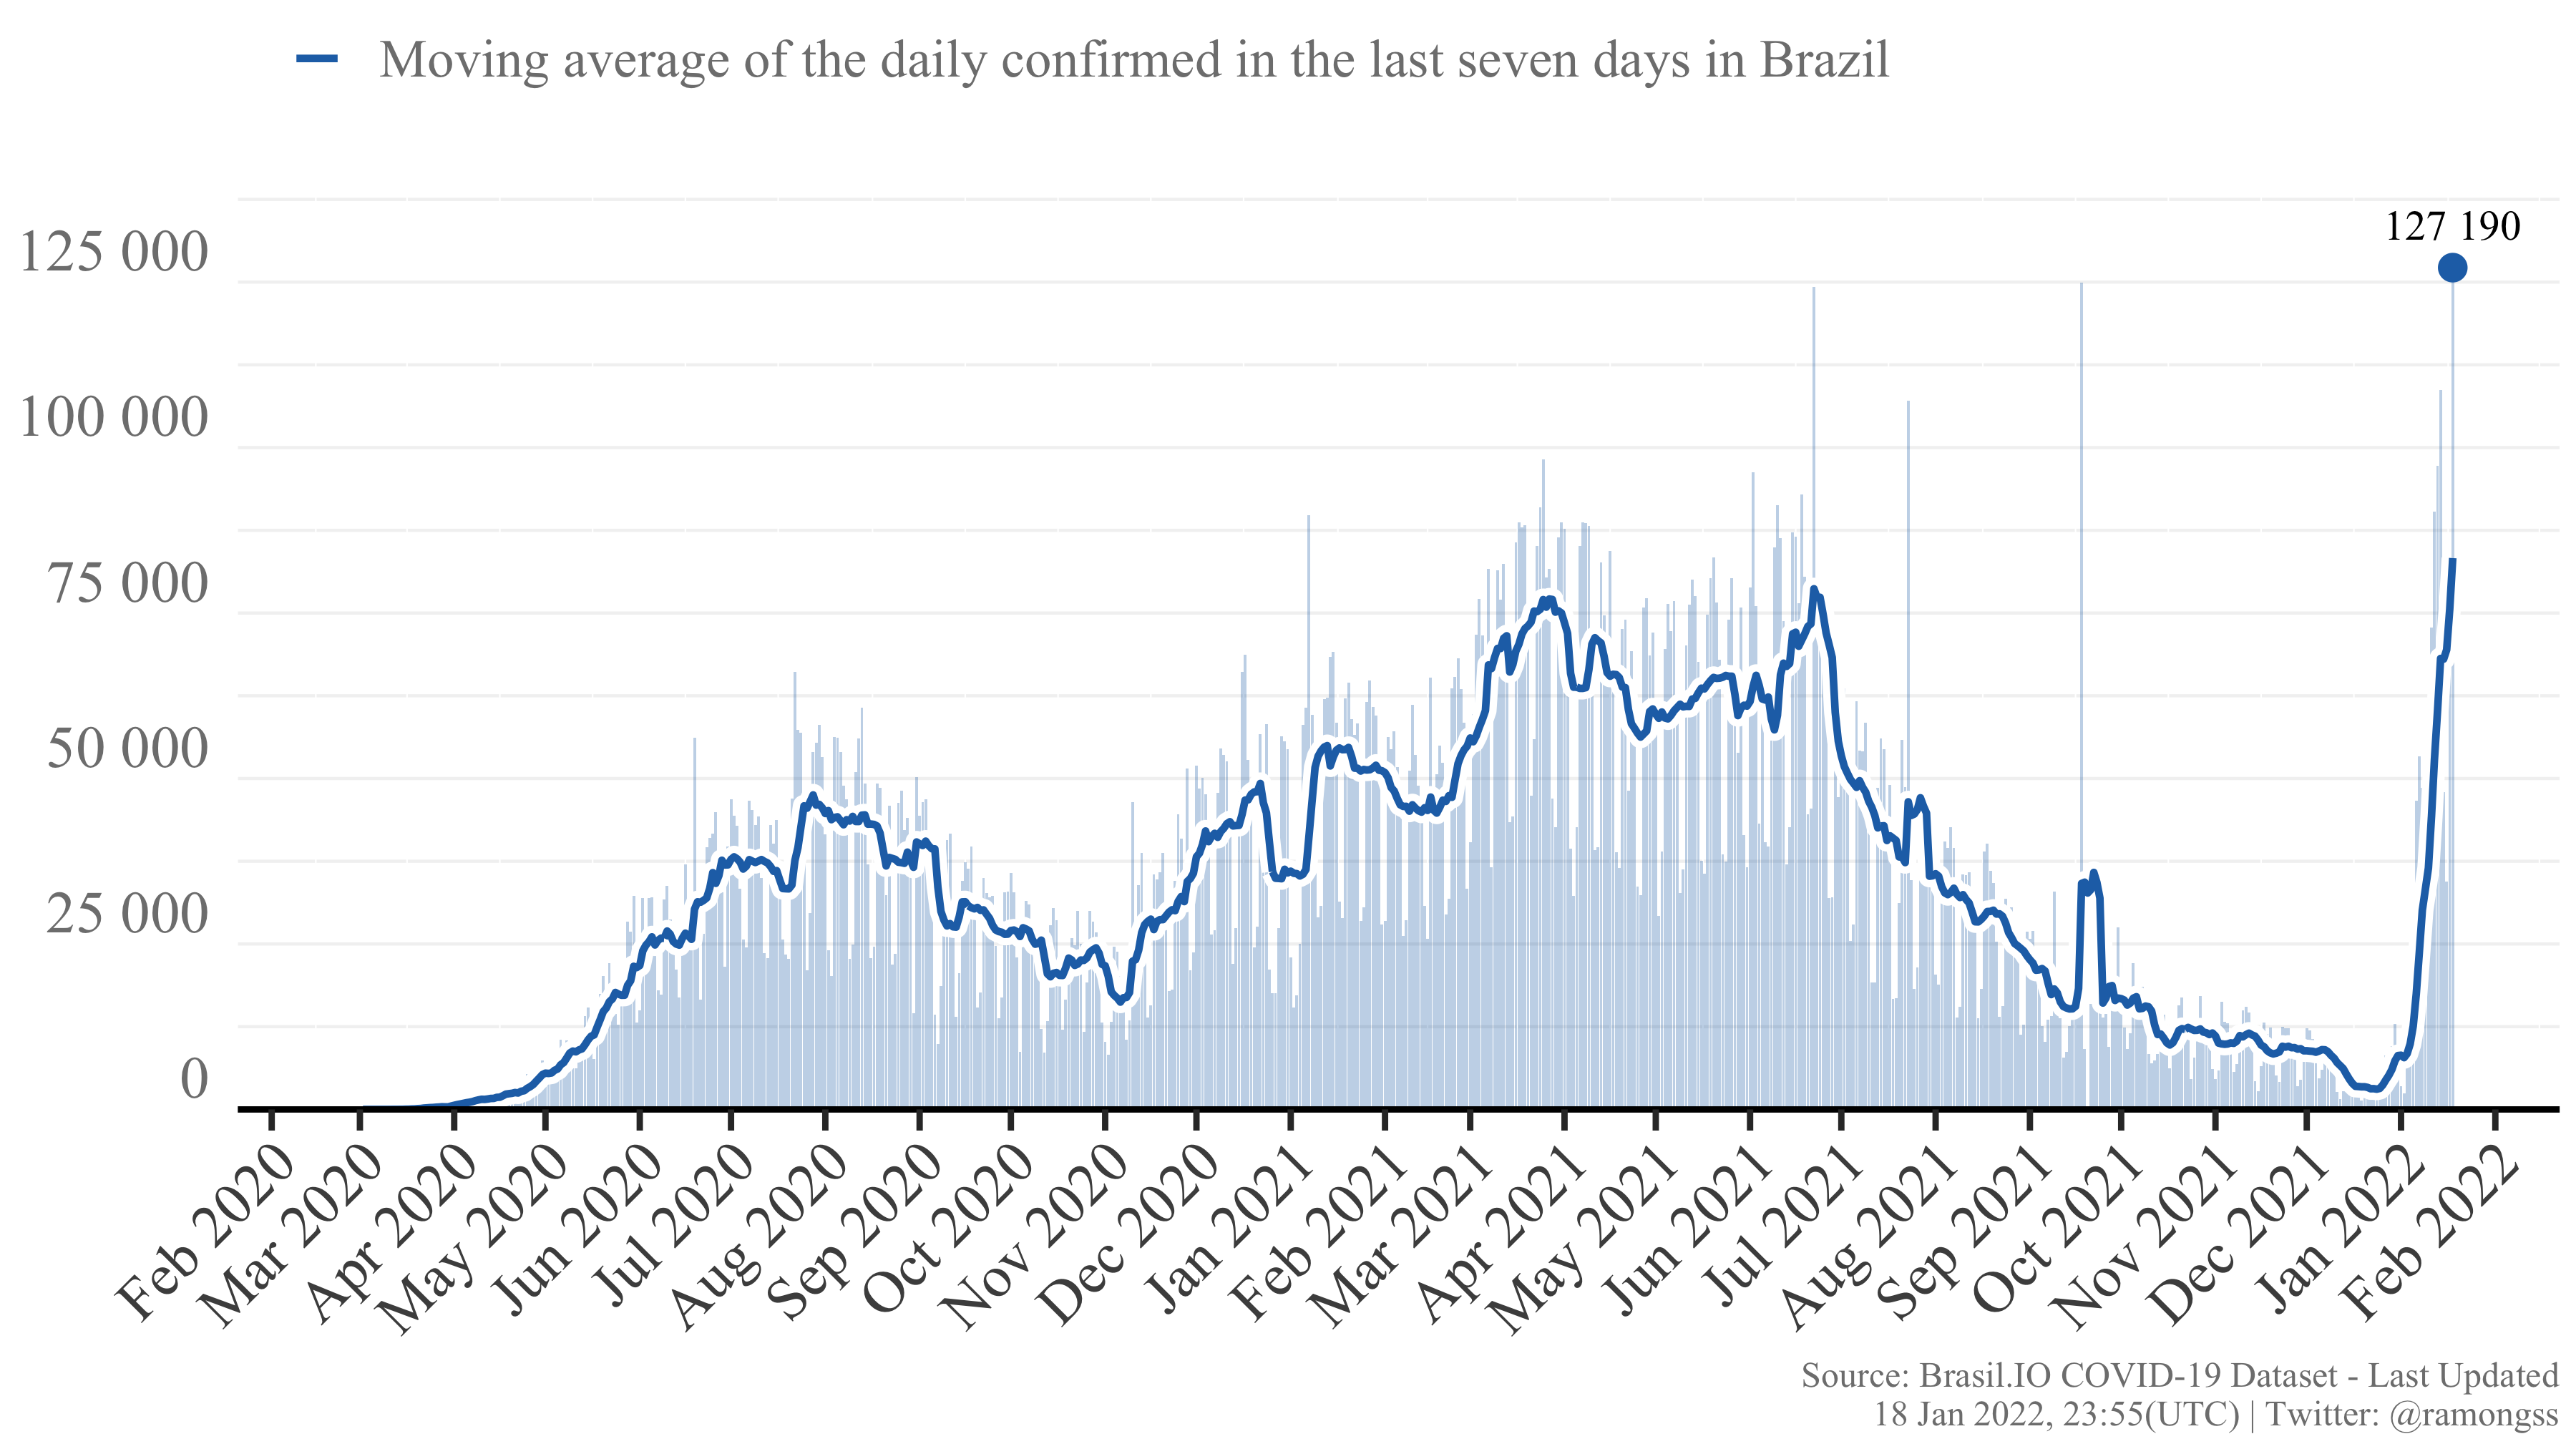 Moving average of the daily confirmed in the last seven days in Brazil
127 190
125 000
100 000
75 000
50 000
25 000
0
Feb 2020
Mar 2020
Apr 2020
May 2020
Jun 2020
Jul 2020
Aug 2020
Sep 2020
Oct 2020
Nov 2020
Dec 2020
Jan 2021
Feb 2021
Mar 2021
Apr 2021
May 2021
Jun 2021
Jul 2021
Aug 2021
Sep 2021
Oct 2021
Nov 2021
Dec 2021
Jan 2022
Feb 2022
Source: Brasil.IO COVID-19 Dataset - Last Updated
18 Jan 2022, 23:55(UTC) | Twitter: @ramongss